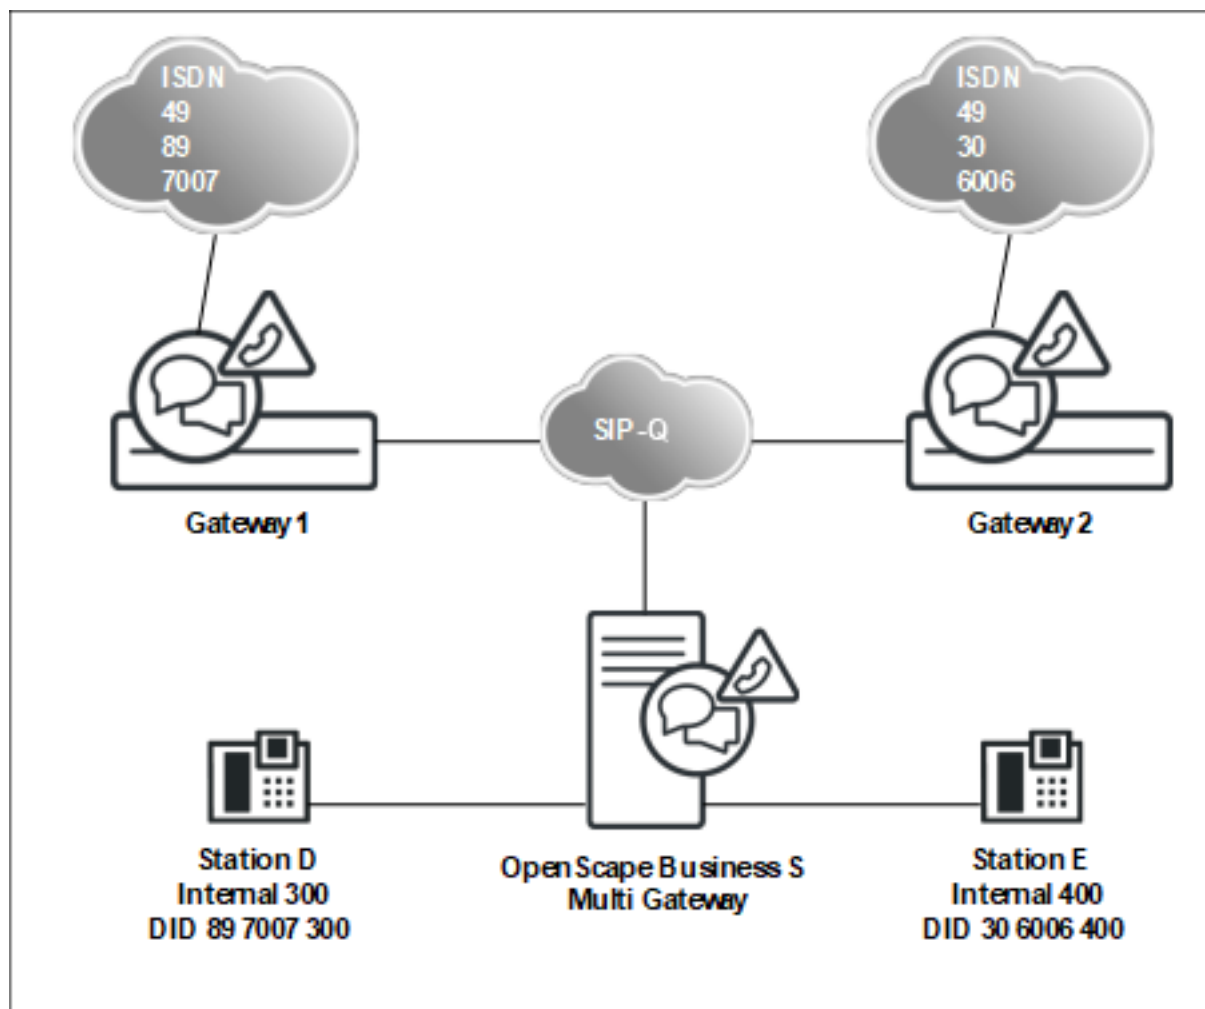 ISDN
49
89
7007
ISDN
49
30
6006
SIP-Q
Gateway 1
Gateway 2
Station D
Internal 300
DID 89 7007 300
OpenScape Business S
Multi Gateway
Station E
Internal 400
DID 30 6006 400